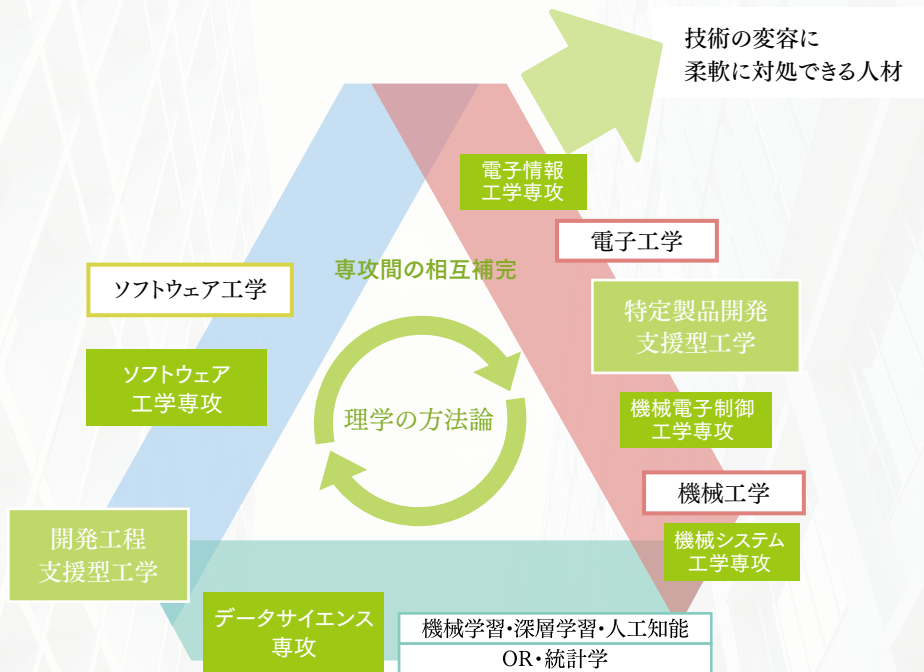 技術の変容に
柔軟に対処できる人材
電子情報
工学専攻
電子工学
専攻間の相互補完
ソフトウェア工学
特定製品開発
支援型工学
ソフトウェア
工学専攻
理学の方法論
機械電子制御
工学専攻
機械工学
開発工程
支援型工学
機械システム
工学専攻
データサイエンス
専攻
機械学習・深層学習・人工知能
OR・統計学